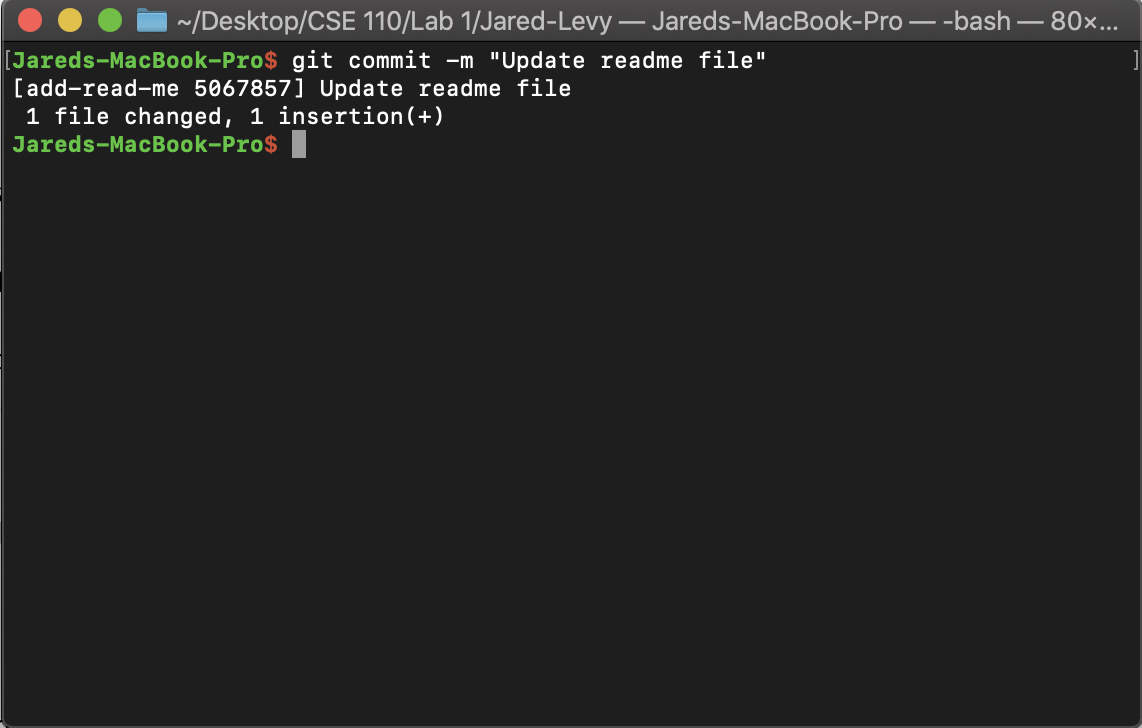 ~/Desktop/CSE 110/Lab 1/Jared-Levy — Jareds-MacBook-Pro — -bash — 80×...
[Jareds-MacBook-Pro$ git commit -m "Update readme file" ]
[add-read-me 5067857] Update readme file
 1 file changed, 1 insertion(+)
Jareds-MacBook-Pro$